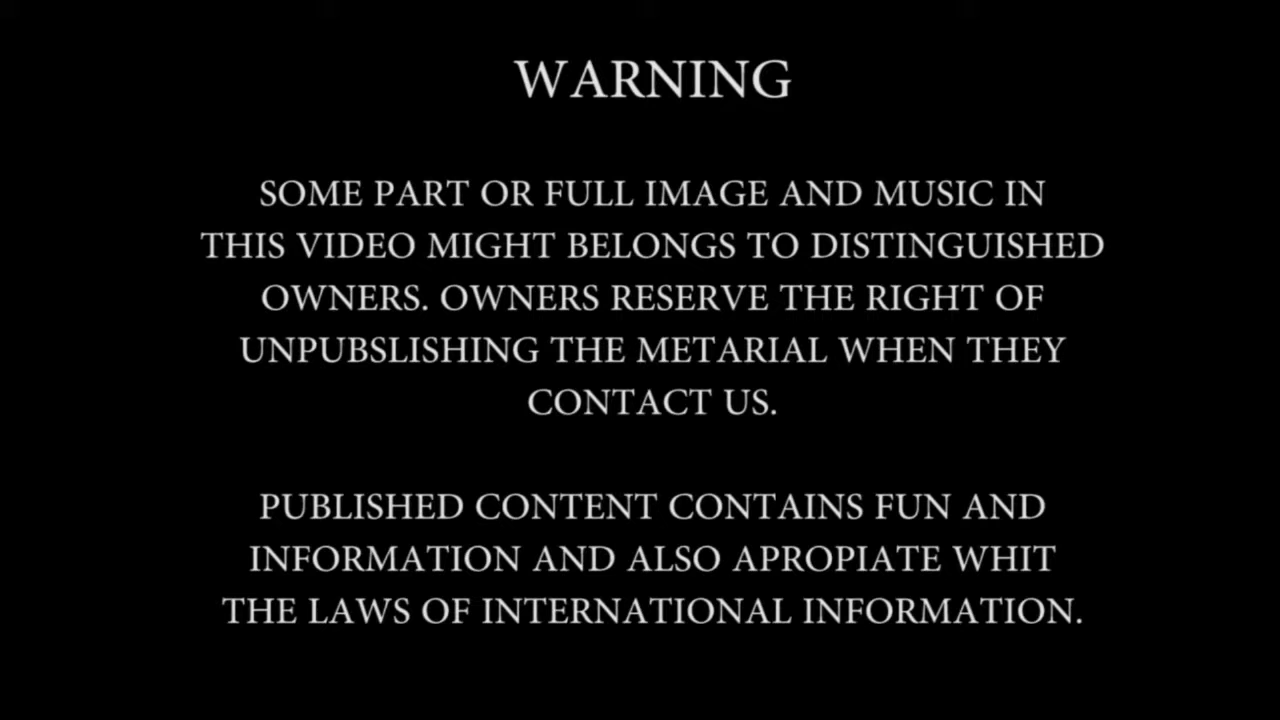 WARNING
SOME PART OR FULL IMAGE AND MUSIC IN
THIS VIDEO MIGHT BELONGS TO DISTINGUISHED
OWNERS. OWNERS RESERVE THE RIGHT OF
UNPUBSLISHING THE METARIAL WHEN THEY
CONTACT US.
PUBLISHED CONTENT CONTAINS FUN AND
INFORMATION AND ALSO APROPIATE WHIT
THE LAWS OF INTERNATIONAL INFORMATION.